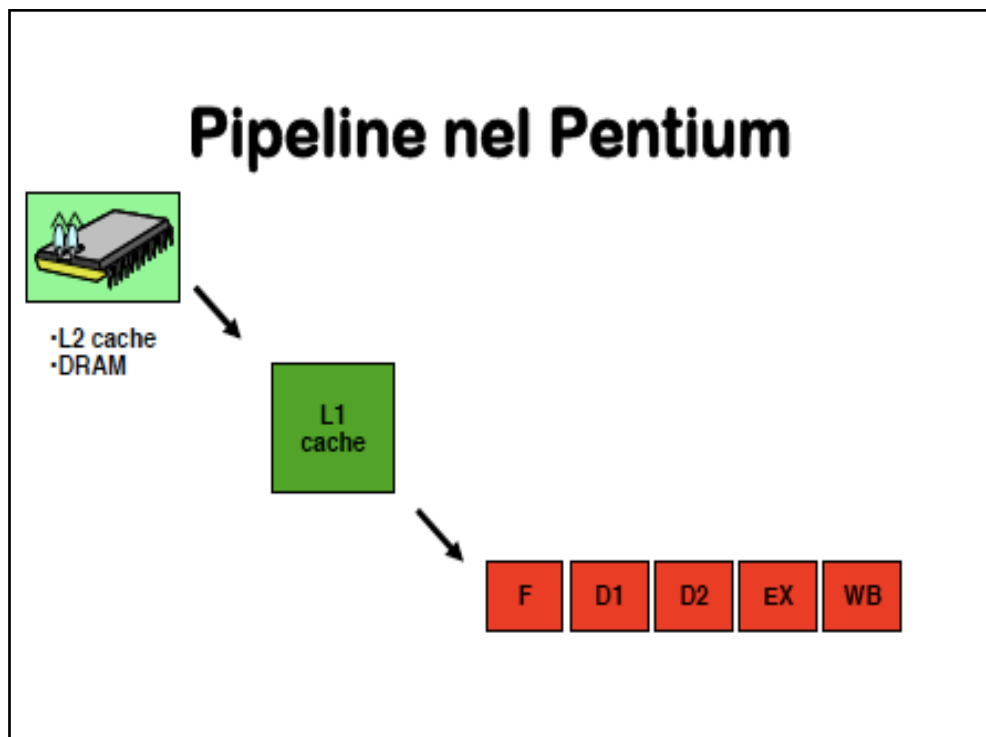 Pipeline nel Pentium
•L2 cache
•DRAM
L1
cache
F D1 D2 EX WB